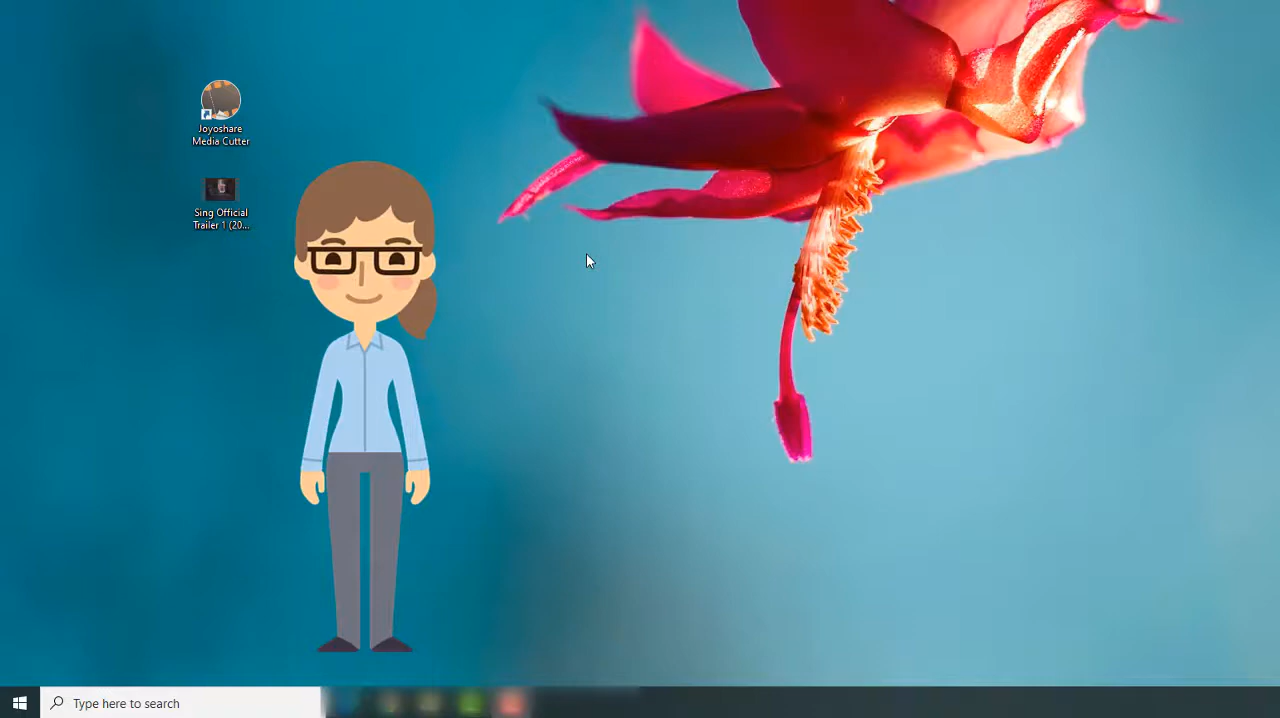 Joyoshare
Media Cutter
Sing Official
Trailer 1 (20...
Type here to search